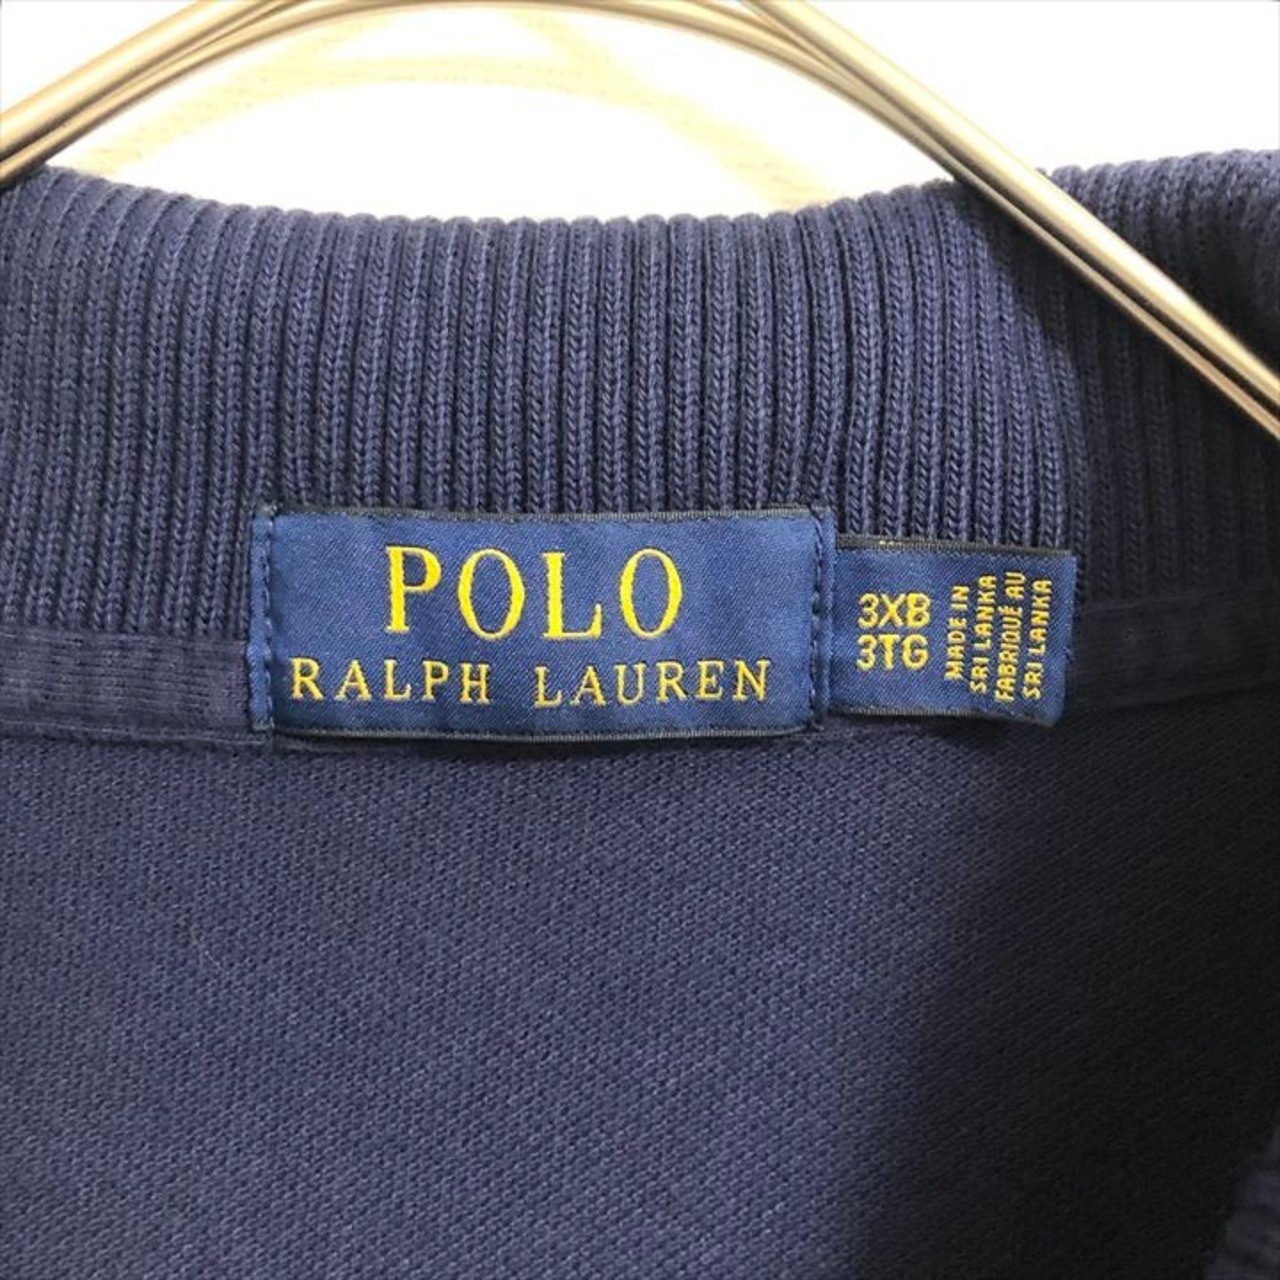 POLO
RALPH LAUREN
3XB
3TG
MADE IN
SRI LANKA
FABRIQUÉ AU
SRI LANKA